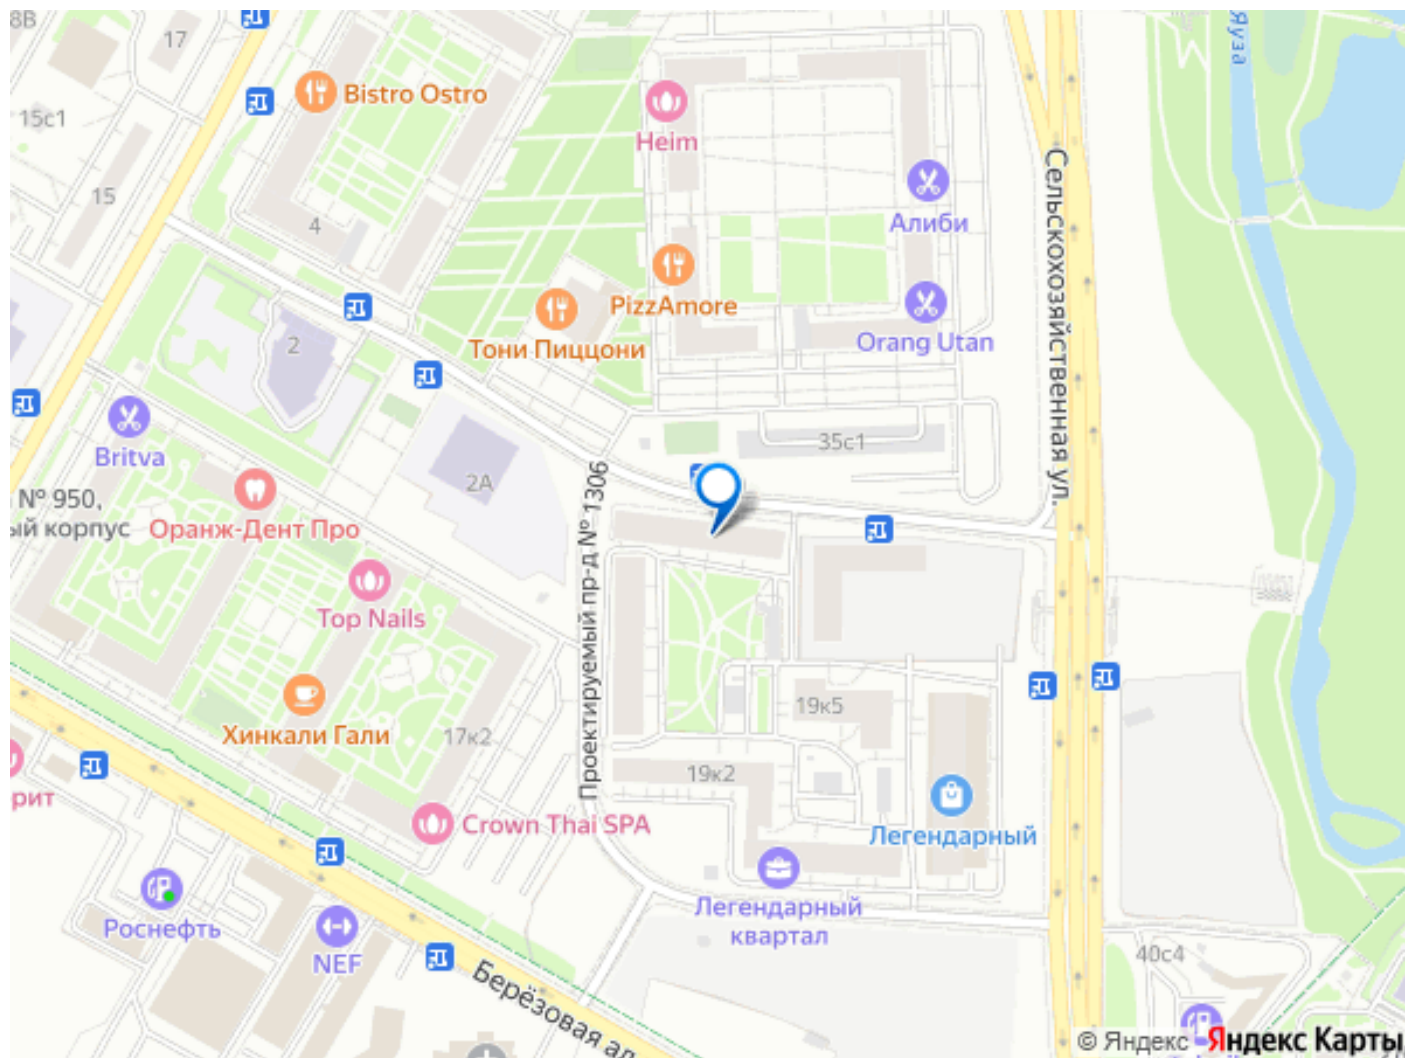 8В
17
Bistro Ostro
15с1
Heim
Яуза
Сельскохозяйственная ул.
15
4
Алиби
PizzAmore
2
Тони Пиццони
Orang Utan
35с1
Britva
2А
№ 950,
ый корпус
Оранж-Дент Про
Проектируемый пр-д № 1306
Top Nails
19к5
Хинкали Гали
17к2
19к2
рит
Crown Thai SPA
Легендарный
Роснефть
Легендарный
квартал
NEF
40с4
Берёзовая ал
© Яндекс Яндекс Карты